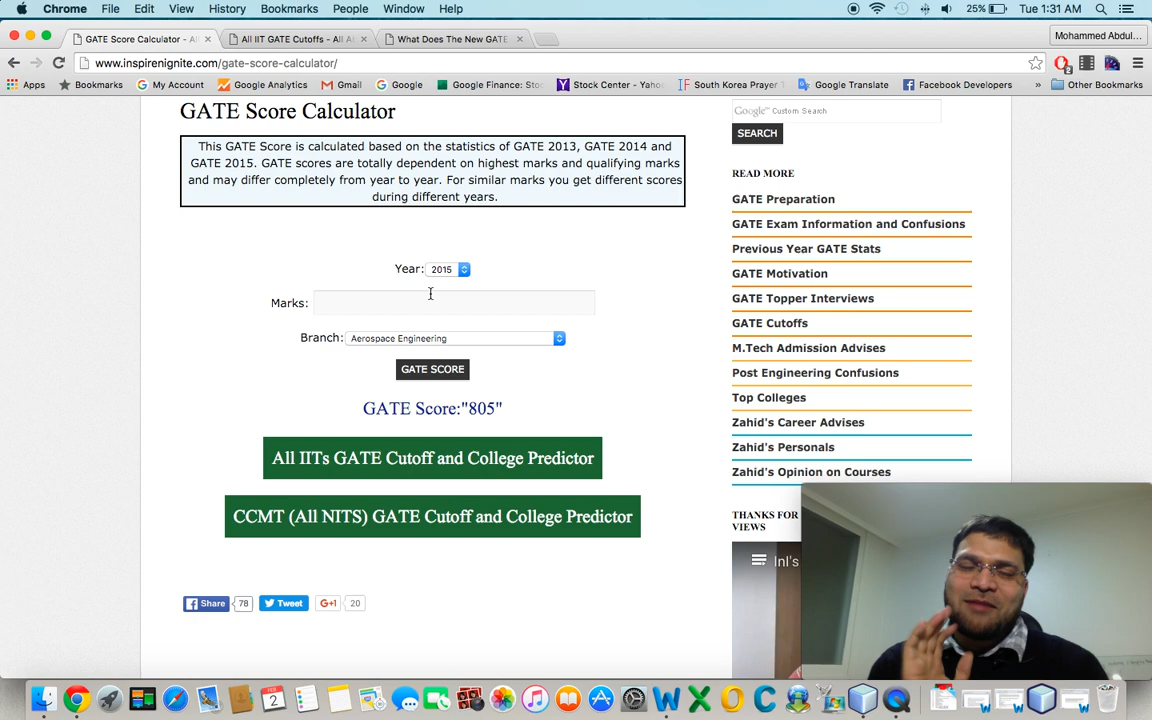 Chrome File Edit View History Bookmarks People Window Help 25% Tue 1:31 AM
GATE Score Calculator - Al All IIT GATE Cutoffs - All A What Does The New GATE Mohammed Abdul...
www.inspirenignite.com/gate-score-calculator/
Apps Bookmarks My Account Google Analytics Gmail Google Google Finance: Stock Center - Yaho South Korea Prayer T Google Translate Facebook Developers » Other Bookmarks
GATE Score Calculator
This GATE Score is calculated based on the statistics of GATE 2013, GATE 2014 and
GATE 2015. GATE scores are totally dependent on highest marks and qualifying marks
and may differ completely from year to year. For similar marks you get different scores
during different years.
Year: 2015
Marks:
Branch: Aerospace Engineering
GATE SCORE
GATE Score:"805"
All IITs GATE Cutoff and College Predictor
CCMT (All NITS) GATE Cutoff and College Predictor
Share 78 Tweet G+1 20
Google™ Custom Search
SEARCH
READ MORE
GATE Preparation
GATE Exam Information and Confusions
Previous Year GATE Stats
GATE Motivation
GATE Topper Interviews
GATE Cutoffs
M.Tech Admission Advises
Post Engineering Confusions
Top Colleges
Zahid's Career Advises
Zahid's Personals
Zahid's Opinion on Courses
THANKS FOR
VIEWS
InI's
FEB
2